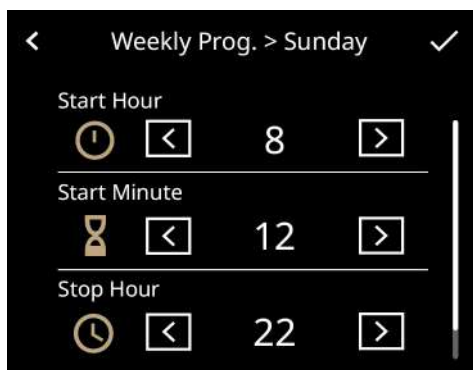 Weekly Prog. > Sunday
Start Hour
8
Start Minute
12
Stop Hour
22